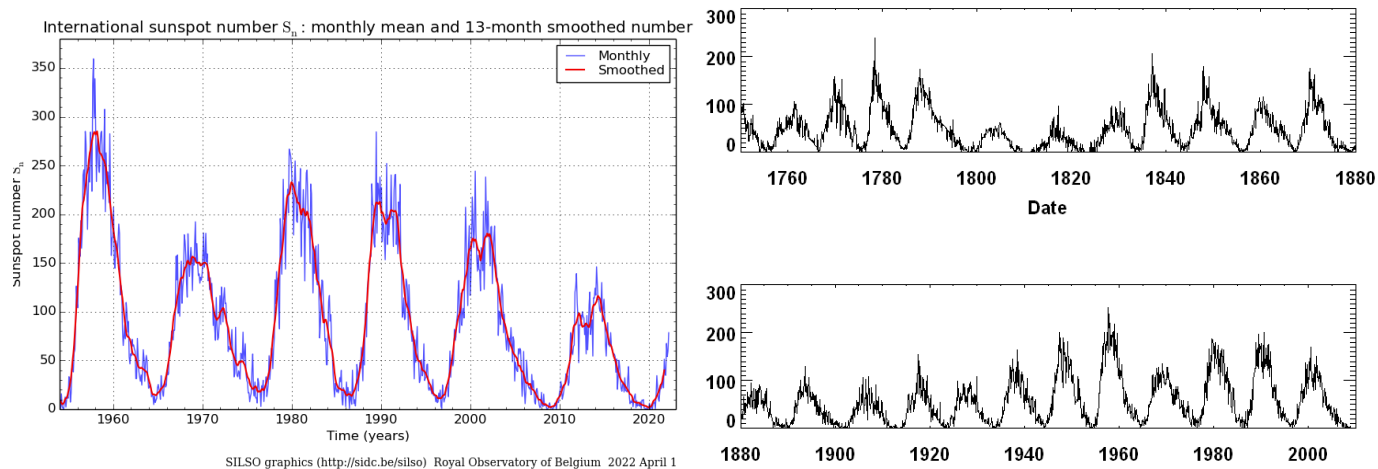 International sunspot number Sn : monthly mean and 13-month smoothed number
Monthly
Smoothed
350
300
250
200
150
100
50
0
Sunspot number Sn
1960 1970 1980 1990 2000 2010 2020
Time (years)
SILSO graphics (http://sidc.be/silso) Royal Observatory of Belgium 2022 April 1
300
200
100
0
1760 1780 1800 1820 1840 1860 1880
Date
300
200
100
0
1880 1900 1920 1940 1960 1980 2000